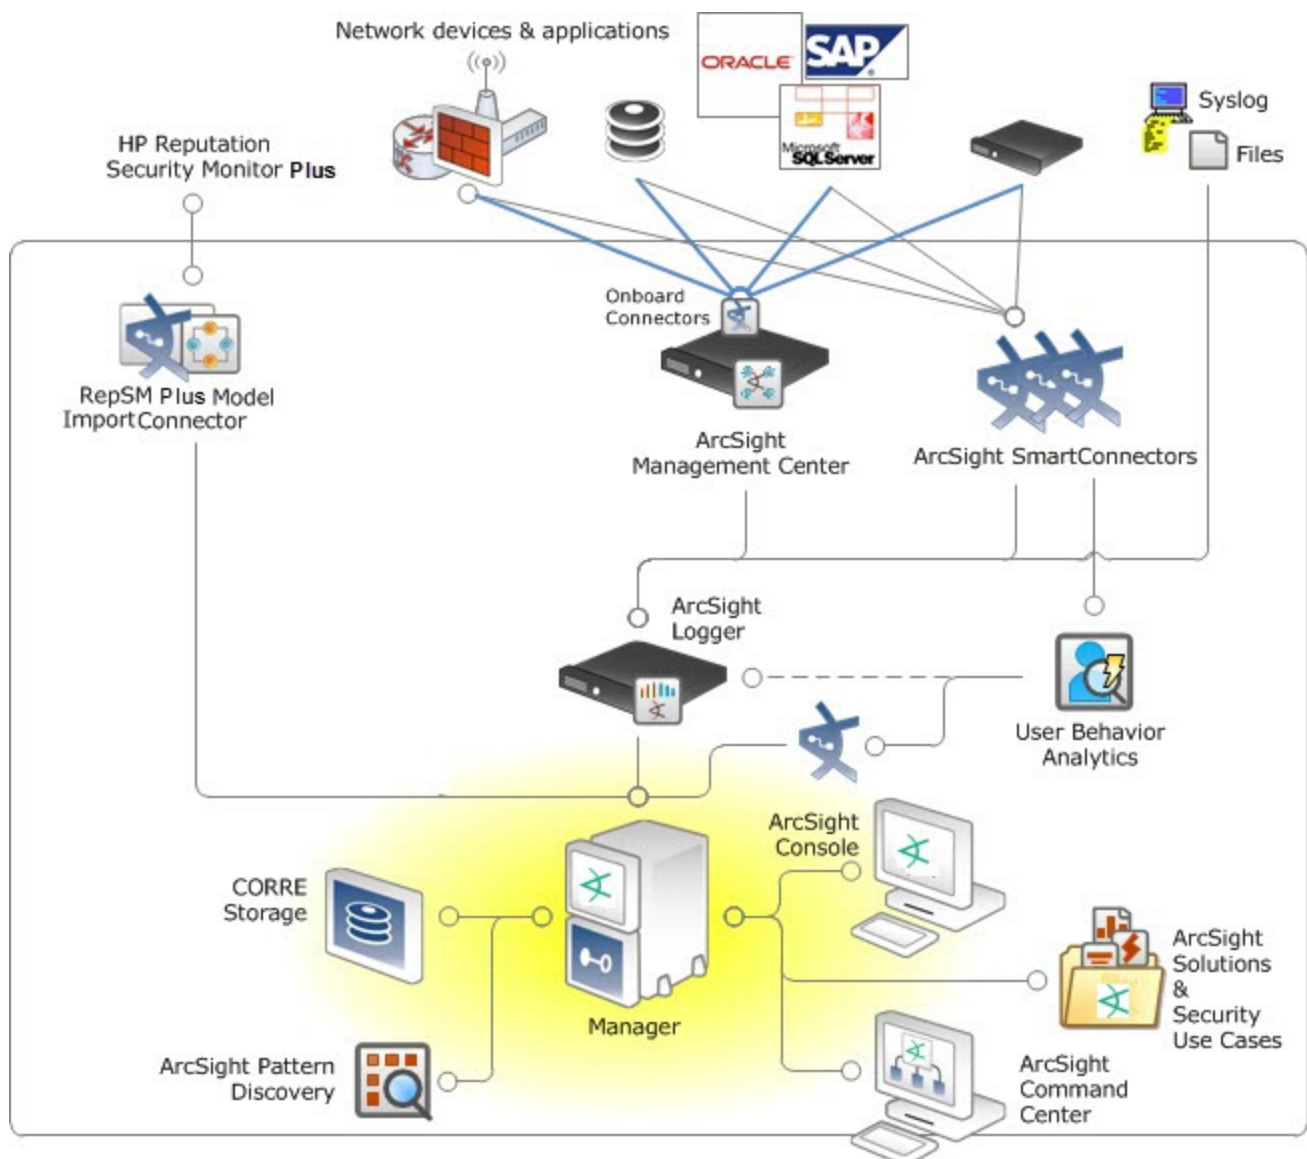 Network devices & applications
ORACLE
SAP
Microsoft
SQL Server
Syslog
Files
HP Reputation
Security Monitor Plus
Onboard
Connectors
RepSM Plus Model
Import Connector
ArcSight
Management Center
ArcSight SmartConnectors
ArcSight
Logger
User Behavior
Analytics
ArcSight
Console
CORRE
Storage
Manager
ArcSight
Solutions
&
Security
Use Cases
ArcSight Pattern
Discovery
ArcSight
Command
Center